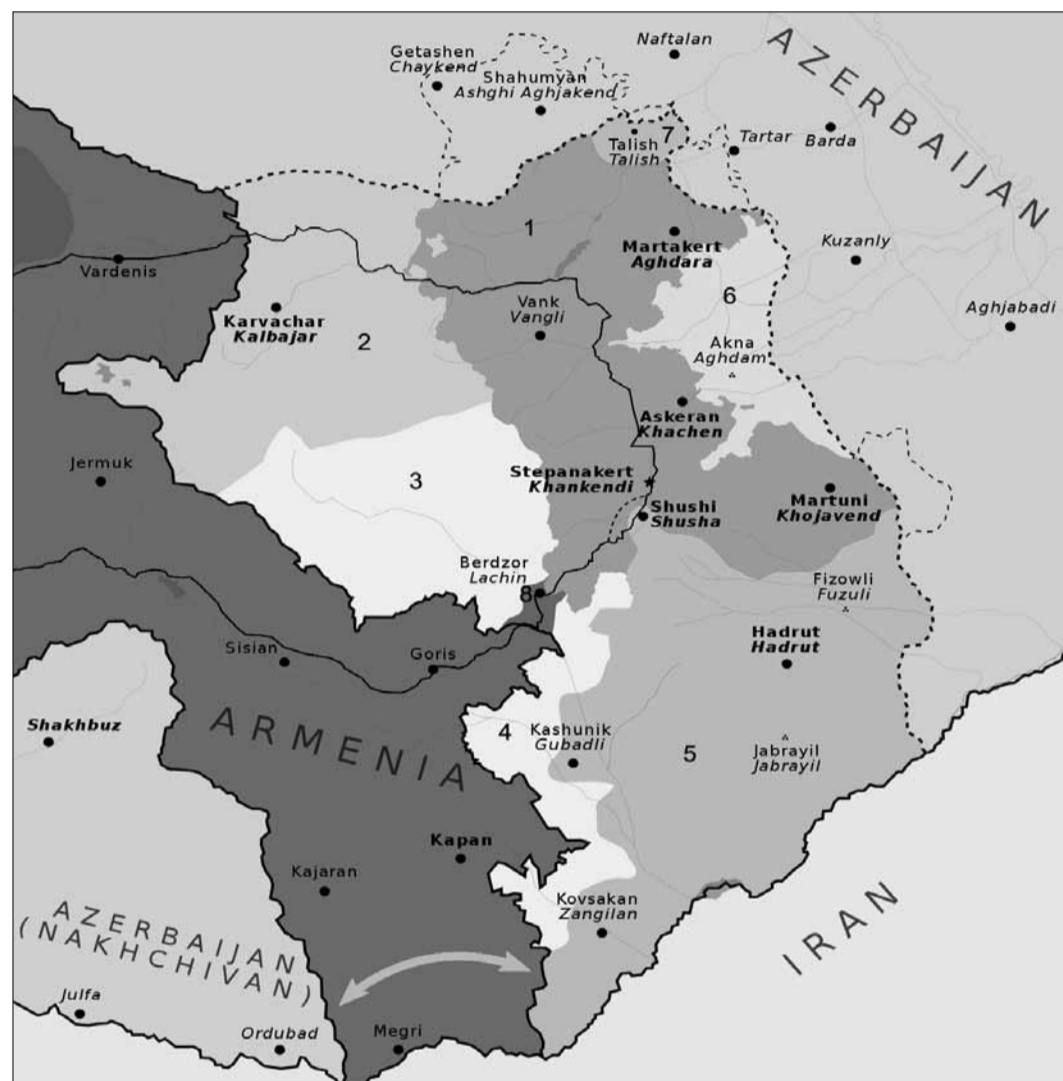 Naftalan
Getashen
Chaykend
Shahumyan
Ashghi Aghjakend
AZERBAIJAN
7
Talish
Talish
Tartar
Barda
1
Martakert
Aghdara
Kuzanly
Vardenis
6
Vank
Vangli
Aghjabadi
Karvachar
Kalbajar
2
Akna
Aghdam
Askeran
Khachen
Jermuk
3
Stepanakert
Khankendi
Martuni
Khojavend
Shushi
Shusha
Berdzor
Lachin
8
Fizowli
Fuzuli
Hadrut
Hadrut
Sisian
Goris
ARMENIA
Shakhbuz
4
Kashunik
Gubadli
5
Jabrayil
Jabrayil
Kapan
Kajaran
Kovsakan
Zangilan
IRAN
AZERBAIJAN
(NAKHCHIVAN)
Julfa
Ordubad
Megri